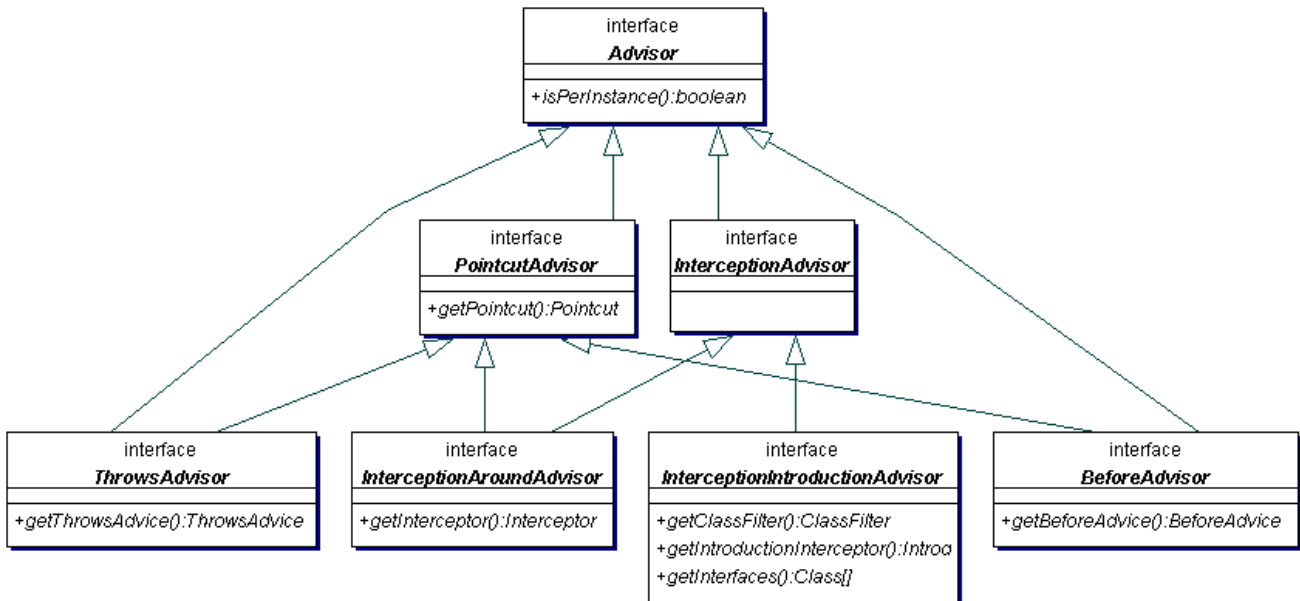 interface
Advisor
+isPerInstance():boolean
interface
PointcutAdvisor
+getPointcut():Pointcut
interface
InterceptionAdvisor
interface
ThrowsAdvisor
+getThrowsAdvice():ThrowsAdvice
interface
InterceptionAroundAdvisor
+getInterceptor():Interceptor
interface
InterceptionIntroductionAdvisor
+getClassFilter():ClassFilter
+getIntroductionInterceptor():Introd
+getInterfaces():Class[]
interface
BeforeAdvisor
+getBeforeAdvice():BeforeAdvice